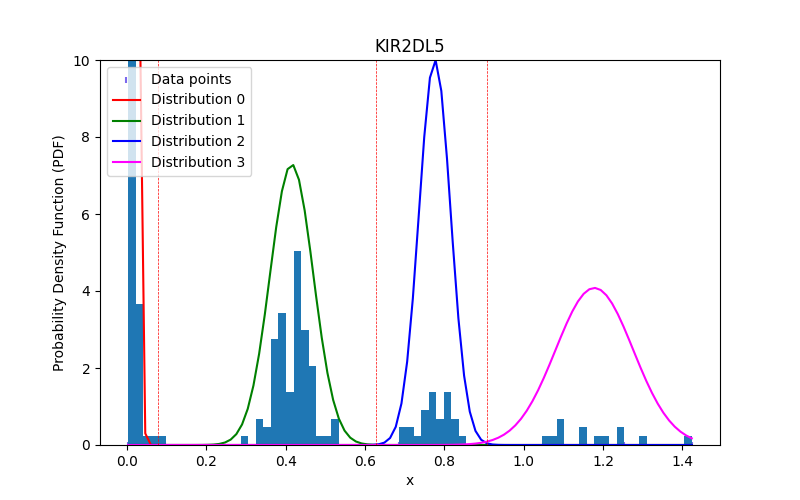 KIR2DL5
Probability Density Function (PDF)
10
8
6
4
2
0
Data points
Distribution 0
Distribution 1
Distribution 2
Distribution 3
0.0 0.2 0.4 0.6 0.8 1.0 1.2 1.4
x